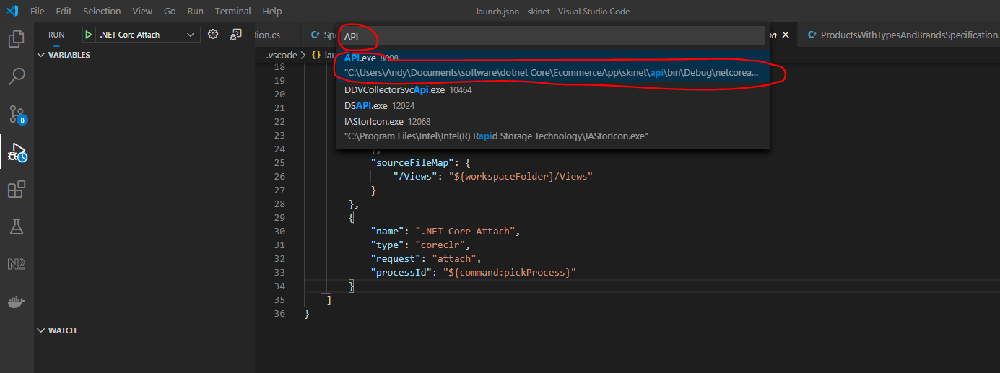 File Edit Selection View Go Run Terminal Help launch.json - skinet - Visual Studio Code
RUN .NET Core Attach
VARIABLES
8
WATCH
tion.cs
ProductsWithTypesAndBrandsSpecification.
.vscode > {}
API
API.exe 8008
"C:\Users\Andy\Documents\software\dotnet Core\EcommerceApp\skinet\api\bin\Debug\netcorea...
DDVCollectorSvcApi.exe 10464
DSAPI.exe 12024
IAStorIcon.exe 12068
"C:\Program Files\Intel\Intel(R) Rapid Storage Technology\IAStorIcon.exe"
18
19
20
21
22
23
24 ],
25 "sourceFileMap": {
26 "/Views": "${workspaceFolder}/Views"
27 }
28 },
29 {
30 "name": ".NET Core Attach",
31 "type": "coreclr",
32 "request": "attach",
33 "processId": "${command:pickProcess}"
34 }
35 ]
36 }